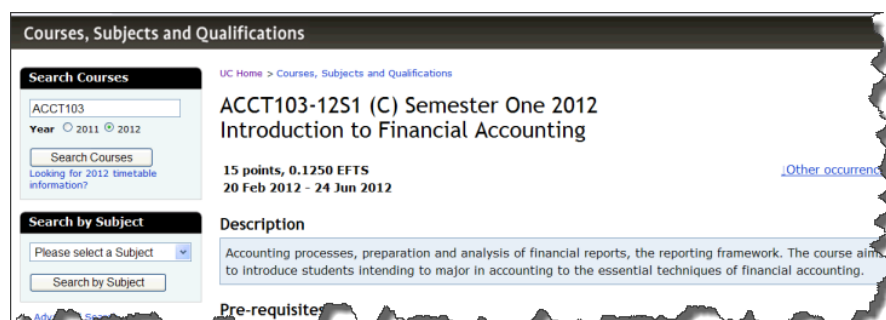 Courses, Subjects and Qualifications
Search Courses
ACCT103
Year 2011 2012
Search Courses
Looking for 2012 timetable
information?
Search by Subject
Please select a Subject
Search by Subject
UC Home > Courses, Subjects and Qualifications
ACCT103-12S1 (C) Semester One 2012
Introduction to Financial Accounting
15 points, 0.1250 EFTS
20 Feb 2012 - 24 Jun 2012
↓Other
Description
Accounting processes, preparation and analysis of financial reports, the reporting framework. The course aims
to introduce students intending to major in accounting to the essential techniques of financial accounting.
Pre-requisites